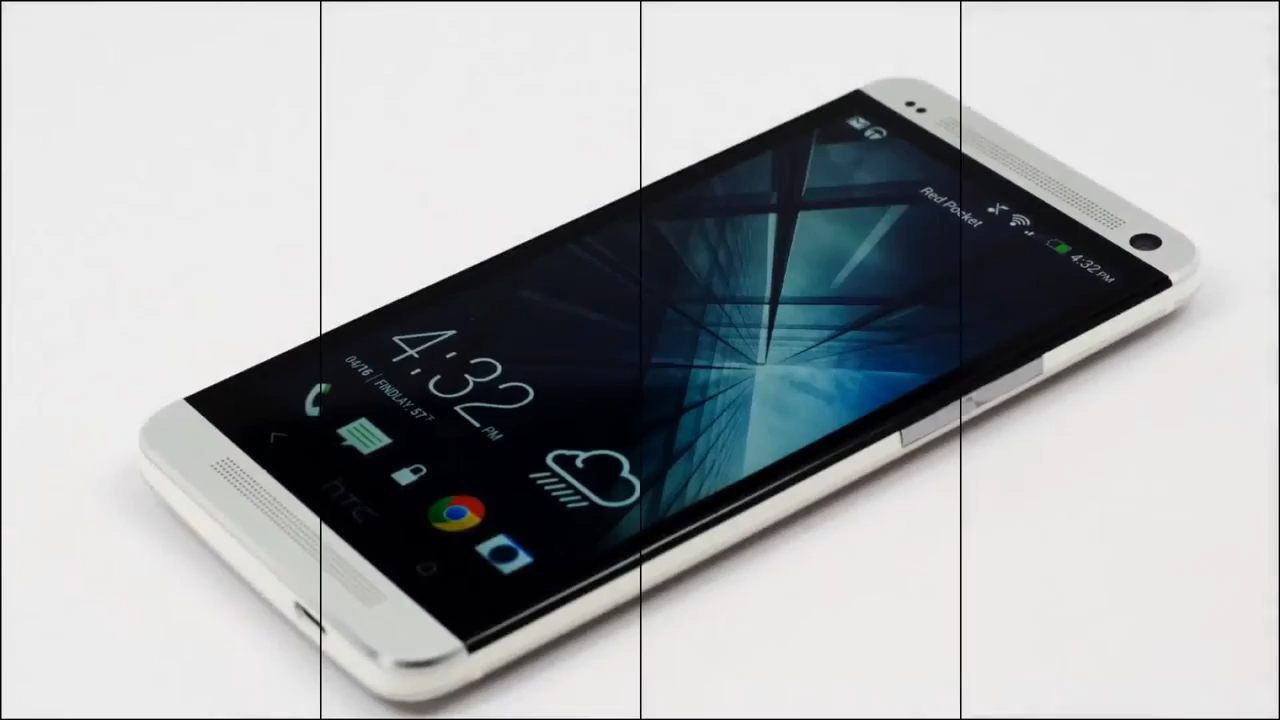 Red Pocket
4:32 PM
4:32 PM
04/16 | FINDLAY, 57°F
hTC